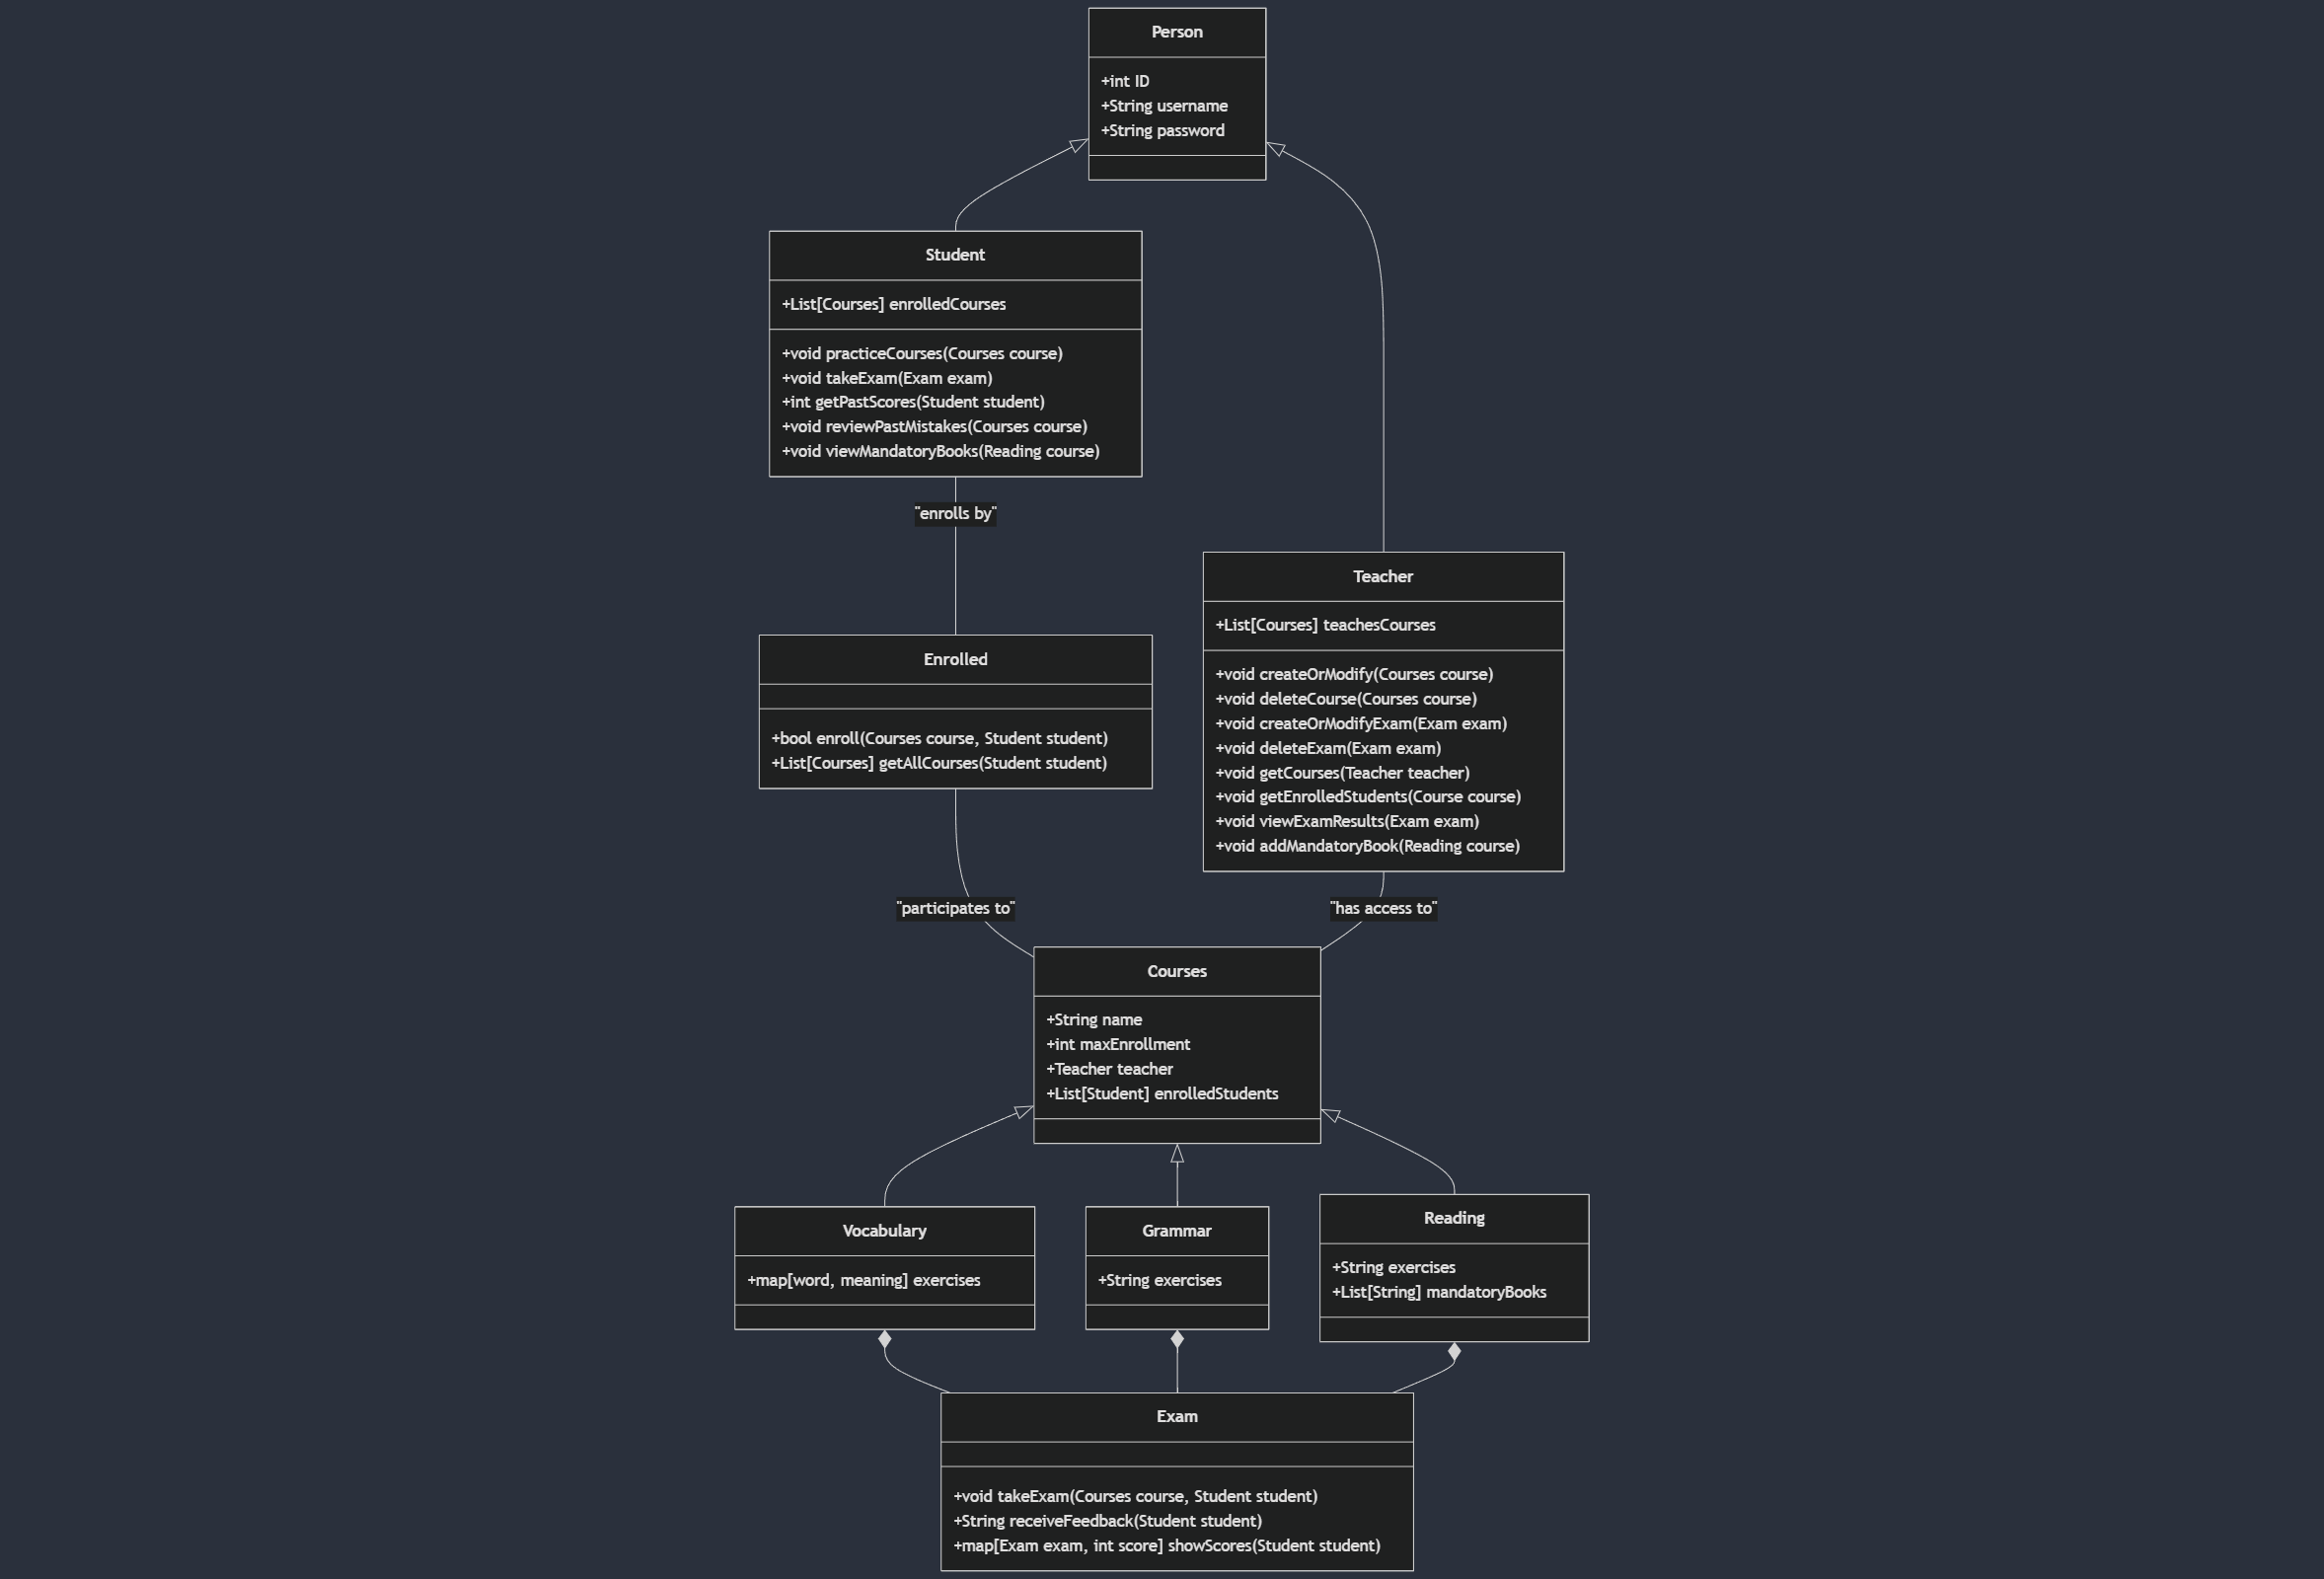 Person
+int ID
+String username
+String password
Student
+List[Courses] enrolledCourses
+void practiceCourses(Courses course)
+void takeExam(Exam exam)
+int getPastScores(Student student)
+void reviewPastMistakes(Courses course)
+void viewMandatoryBooks(Reading course)
"enrolls by"
Teacher
+List[Courses] teachesCourses
+void createOrModify(Courses course)
+void deleteCourse(Courses course)
+void createOrModifyExam(Exam exam)
+void deleteExam(Exam exam)
+void getCourses(Teacher teacher)
+void getEnrolledStudents(Course course)
+void viewExamResults(Exam exam)
+void addMandatoryBook(Reading course)
Enrolled
+bool enroll(Courses course, Student student)
+List[Courses] getAllCourses(Student student)
"participates to"
"has access to"
Courses
+String name
+int maxEnrollment
+Teacher teacher
+List[Student] enrolledStudents
Vocabulary
+map[word, meaning] exercises
Grammar
+String exercises
Reading
+String exercises
+List[String] mandatoryBooks
Exam
+void takeExam(Courses course, Student student)
+String receiveFeedback(Student student)
+map[Exam exam, int score] showScores(Student student)